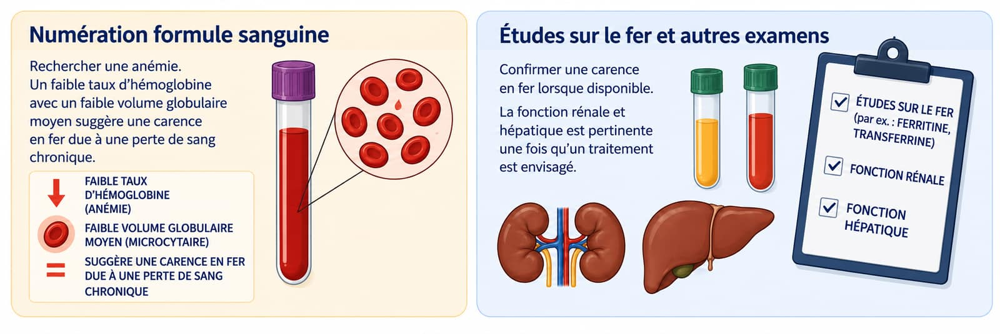 Numération formule sanguine
Rechercher une anémie.
Un faible taux d’hémoglobine
avec un faible volume globulaire
moyen suggère une carence
en fer due à une perte de sang
chronique.
FAIBLE TAUX
D’HÉMOGLOBINE
(ANÉMIE)
FAIBLE VOLUME GLOBULAIRE
MOYEN (MICROCYTAIRE)
SUGGÈRE UNE CARENCE EN FER
DUE À UNE PERTE DE SANG
CHRONIQUE
Études sur le fer et autres examens
Confirmer une carence
en fer lorsque disponible.
La fonction rénale et
hépatique est pertinente
une fois qu’un traitement
est envisagé.
ÉTUDES SUR LE FER
(par ex. : FERRITINE,
TRANSFERRINE)
FONCTION RÉNALE
FONCTION
HÉPATIQUE